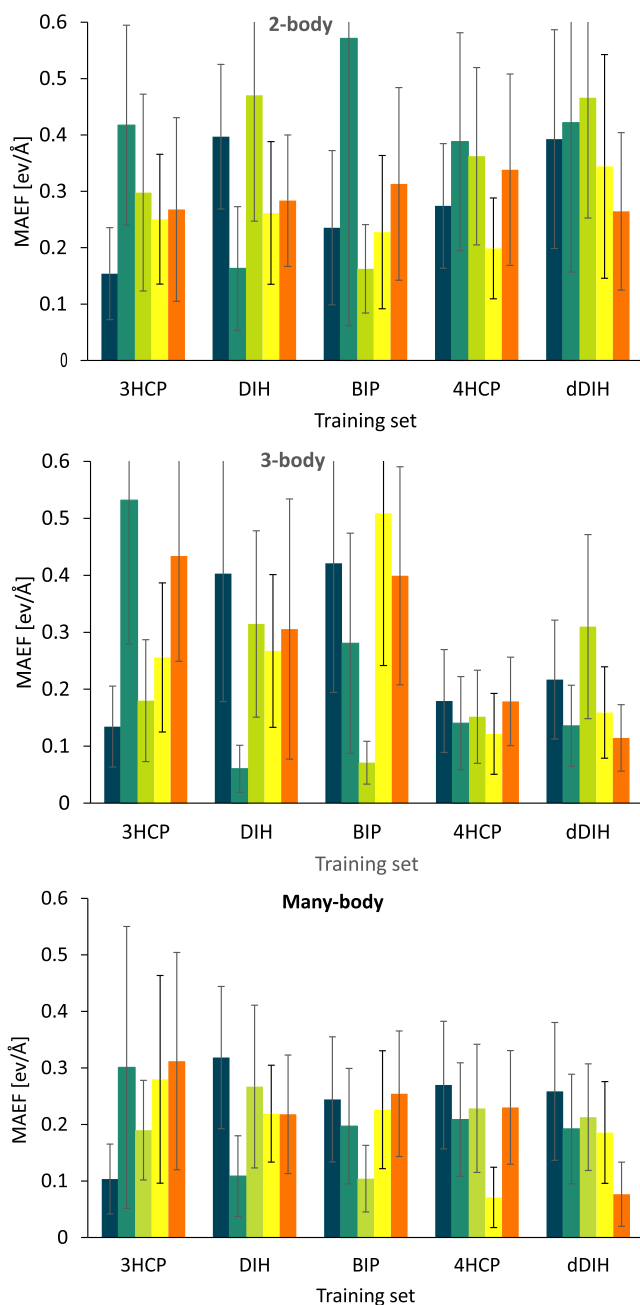 2-body
MAEF [ev/Å]
0.6
0.5
0.4
0.3
0.2
0.1
0
3HCP DIH BIP 4HCP dDIH
Training set
3-body
MAEF [ev/Å]
0.6
0.5
0.4
0.3
0.2
0.1
0
3HCP DIH BIP 4HCP dDIH
Training set
Many-body
MAEF [ev/Å]
0.6
0.5
0.4
0.3
0.2
0.1
0
3HCP DIH BIP 4HCP dDIH
Training set